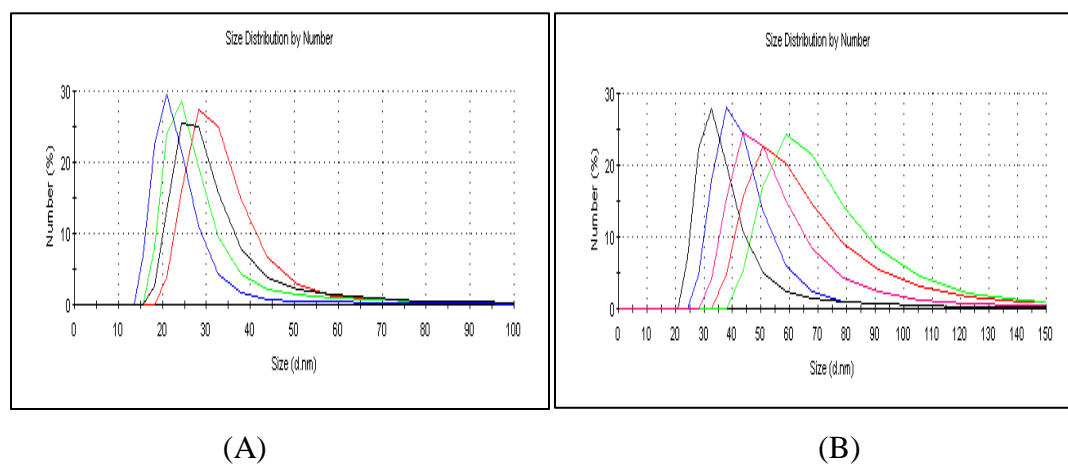 Size Distribution by Number
30
20
10
0
Number (%)
0 10 20 30 40 50 60 70 80 90 100
Size (d.nm)
(A)
Size Distribution by Number
30
20
10
0
Number (%)
0 10 20 30 40 50 60 70 80 90 100 110 120 130 140 150
Size (d.nm)
(B)